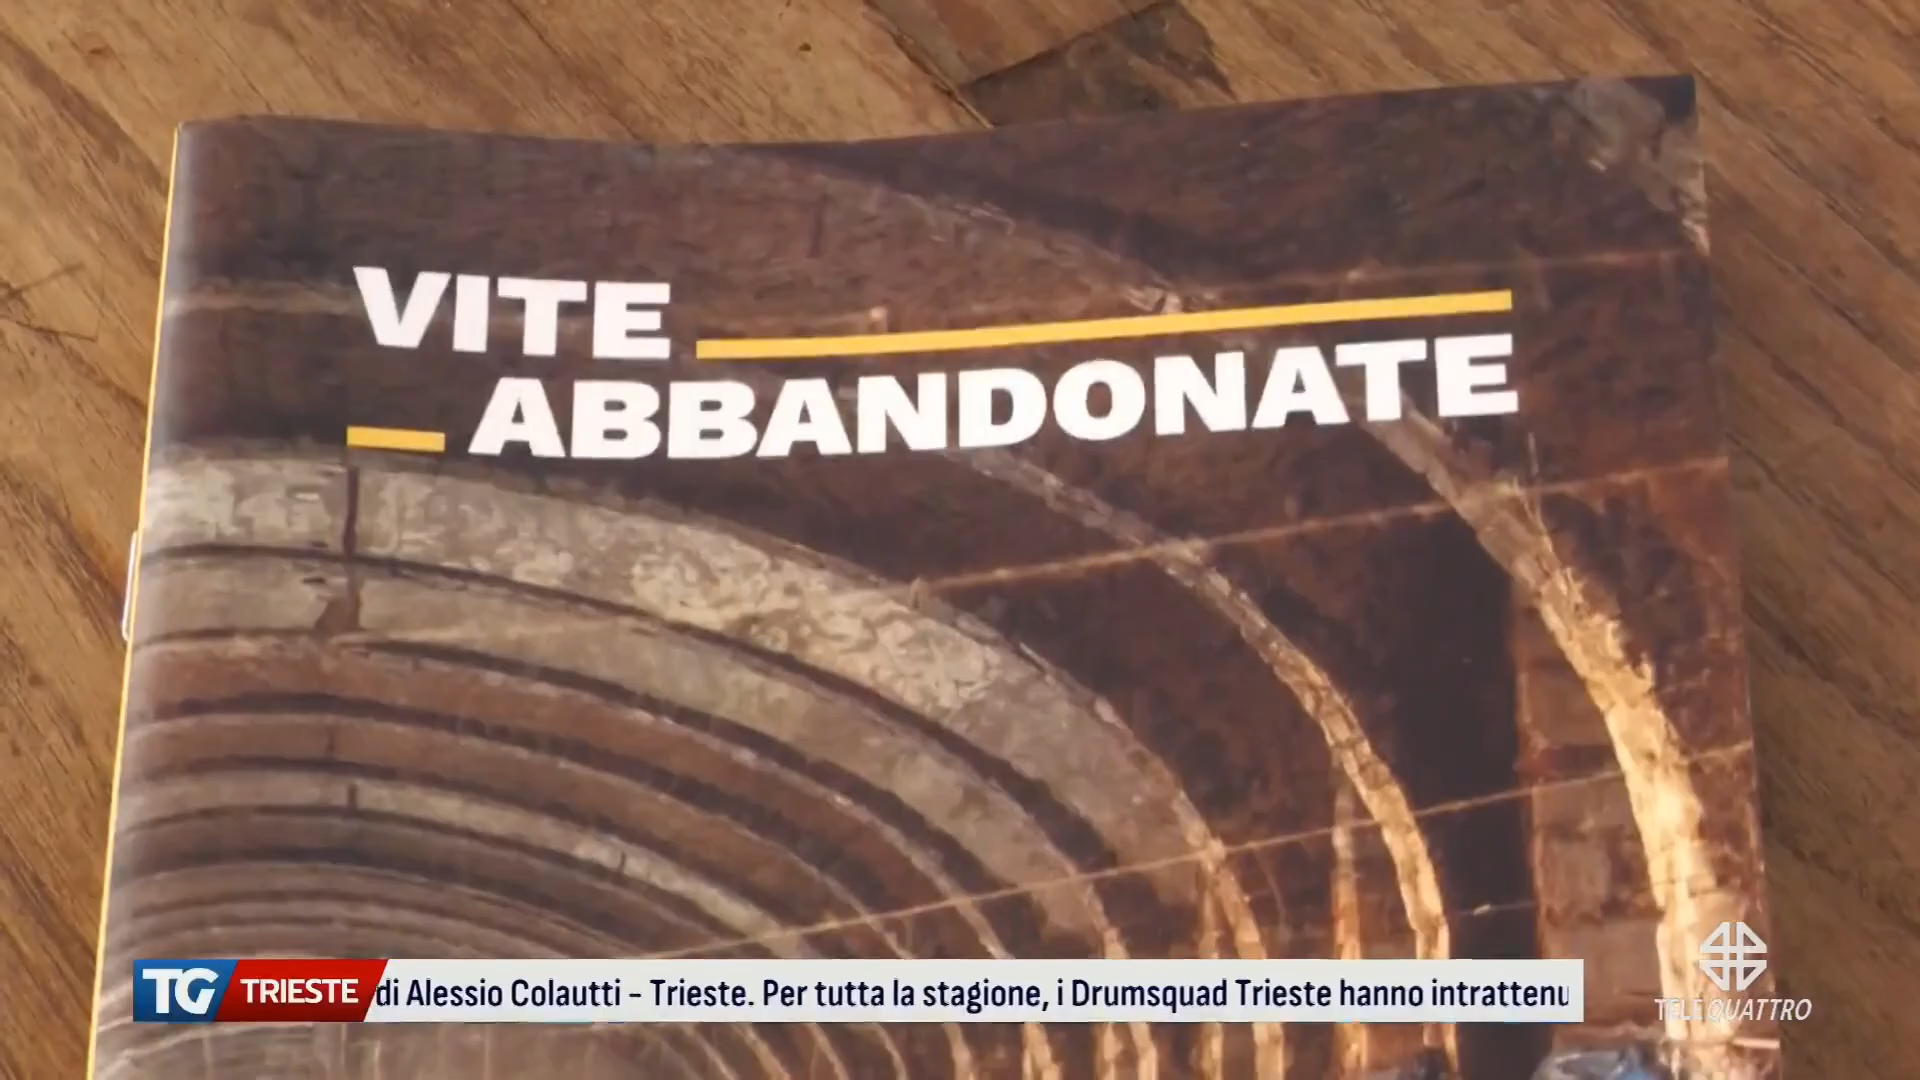 VITE
ABBANDONATE
TG TRIESTE di Alessio Colautti - Trieste. Per tutta la stagione, i Drumsquad Trieste hanno intrattenu
TELEQUATTRO